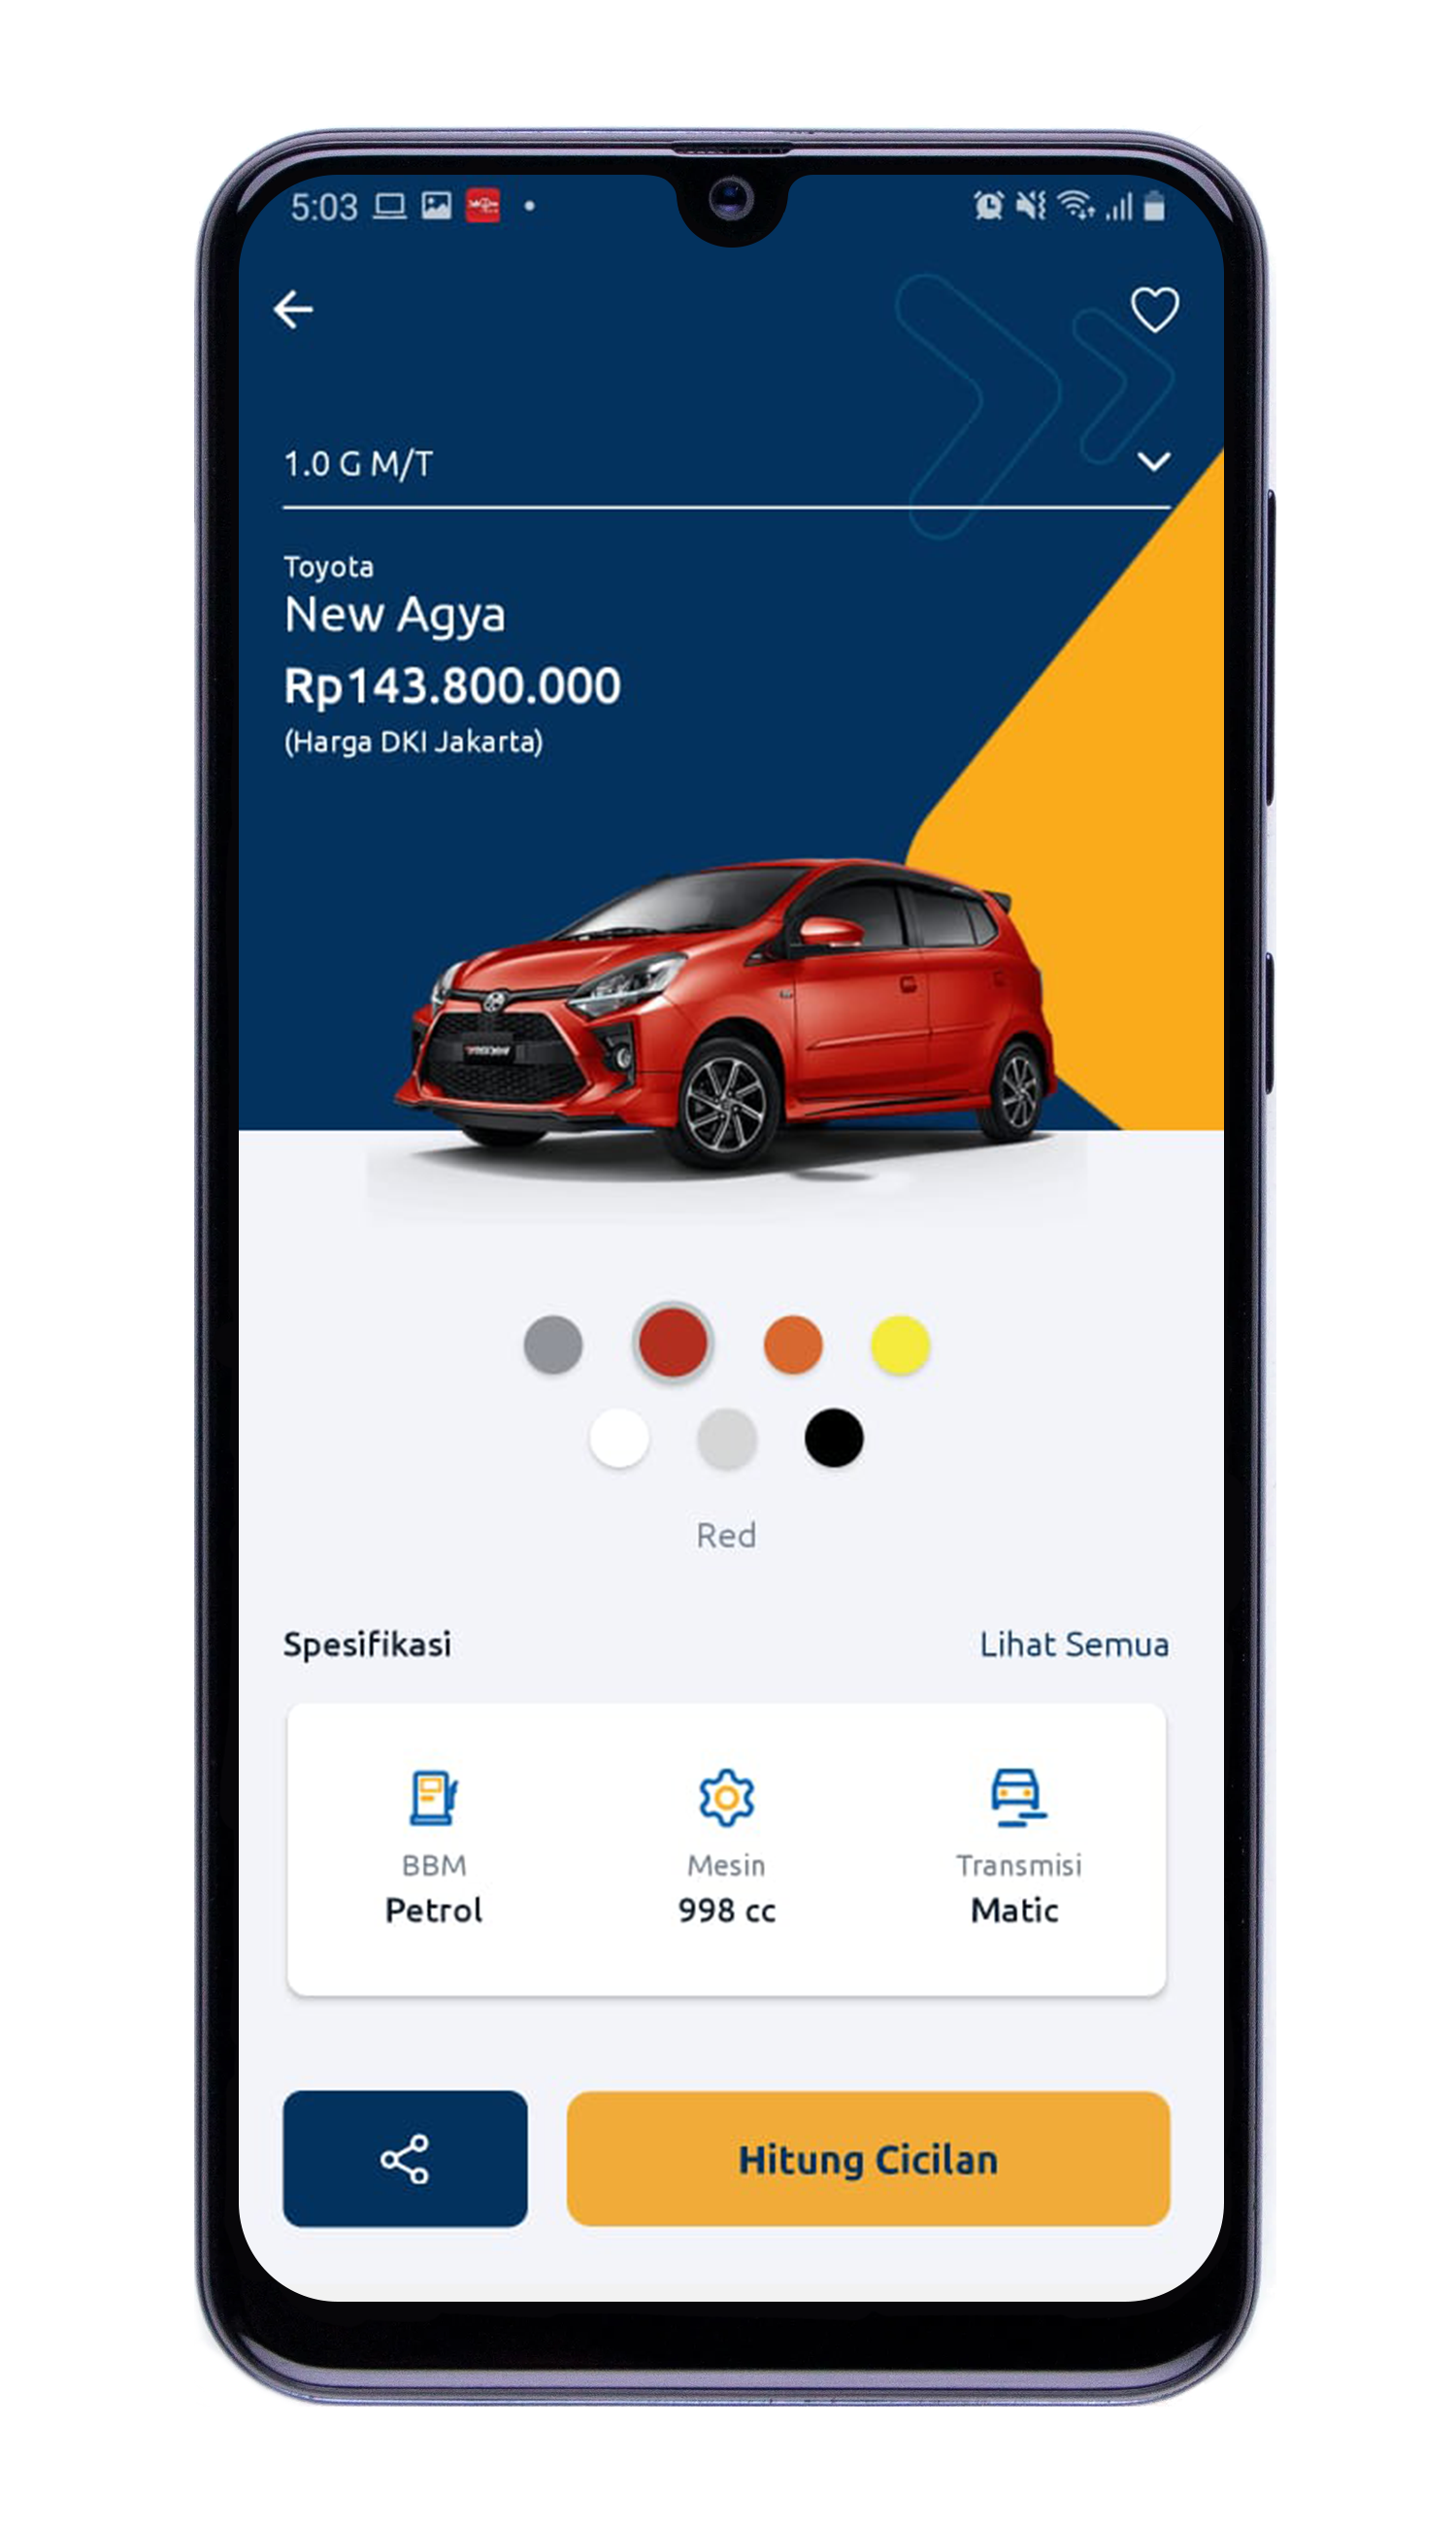 5:03
1.0 G M/T
Toyota
New Agya
Rp143.800.000
(Harga DKI Jakarta)
Red
Spesifikasi
Lihat Semua
BBM
Mesin
Transmisi
Petrol
998 cc
Matic
Hitung Cicilan